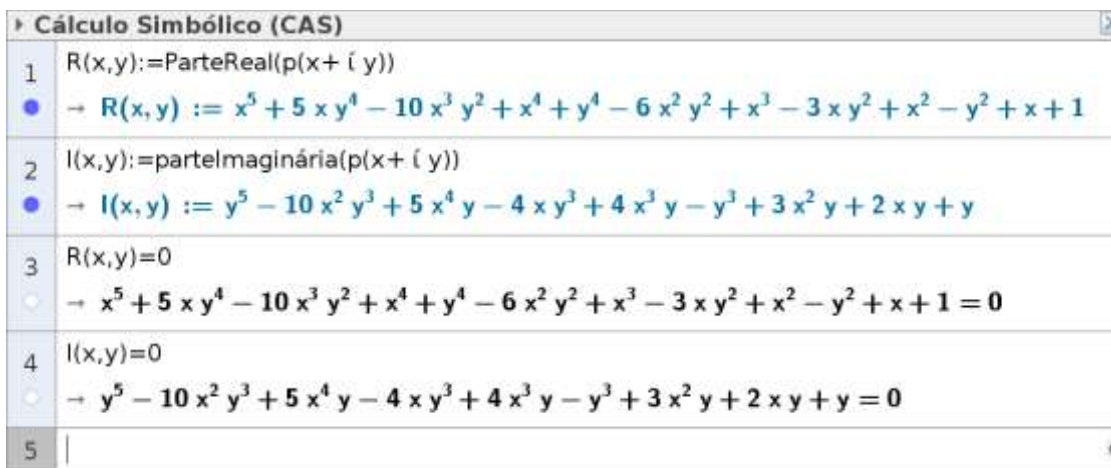 Cálculo Simbólico (CAS)
1 R(x,y):=ParteReal(p(x+ í y))
→ R(x, y) := x⁵ + 5 x y⁴ − 10 x³ y² + x⁴ + y⁴ − 6 x² y² + x³ − 3 x y² + x² − y² + x + 1
2 I(x,y):=parteImaginária(p(x+ í y))
→ I(x, y) := y⁵ − 10 x² y³ + 5 x⁴ y − 4 x y³ + 4 x³ y − y³ + 3 x² y + 2 x y + y
3 R(x,y)=0
→ x⁵ + 5 x y⁴ − 10 x³ y² + x⁴ + y⁴ − 6 x² y² + x³ − 3 x y² + x² − y² + x + 1 = 0
4 I(x,y)=0
→ y⁵ − 10 x² y³ + 5 x⁴ y − 4 x y³ + 4 x³ y − y³ + 3 x² y + 2 x y + y = 0
5